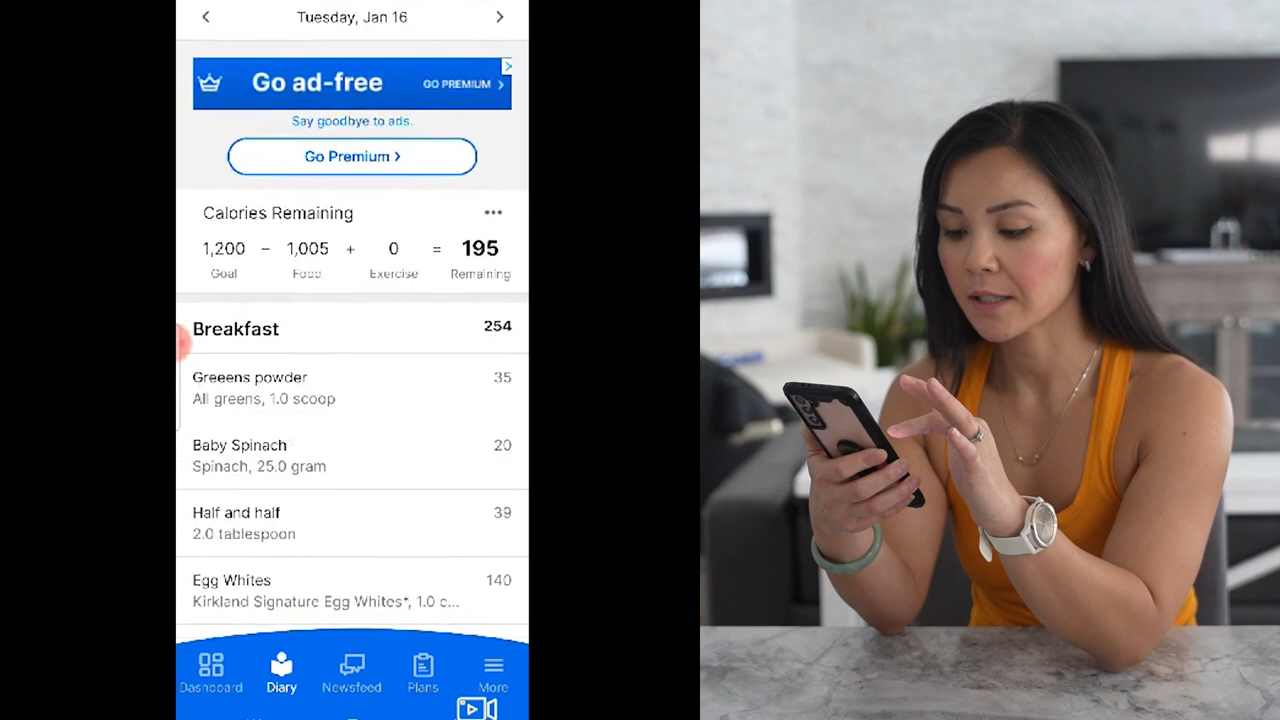 Tuesday, Jan 16
Go ad-free
GO PREMIUM
Say goodbye to ads.
Go Premium
Calories Remaining
1,200 - 1,005 + 0 = 195
Goal Food Exercise Remaining
Breakfast 254
Greeens powder 35
All greens, 1.0 scoop
Baby Spinach 20
Spinach, 25.0 gram
Half and half 39
2.0 tablespoon
Egg Whites 140
Kirkland Signature Egg Whites*, 1.0 c...
Dashboard Diary Newsfeed Plans More